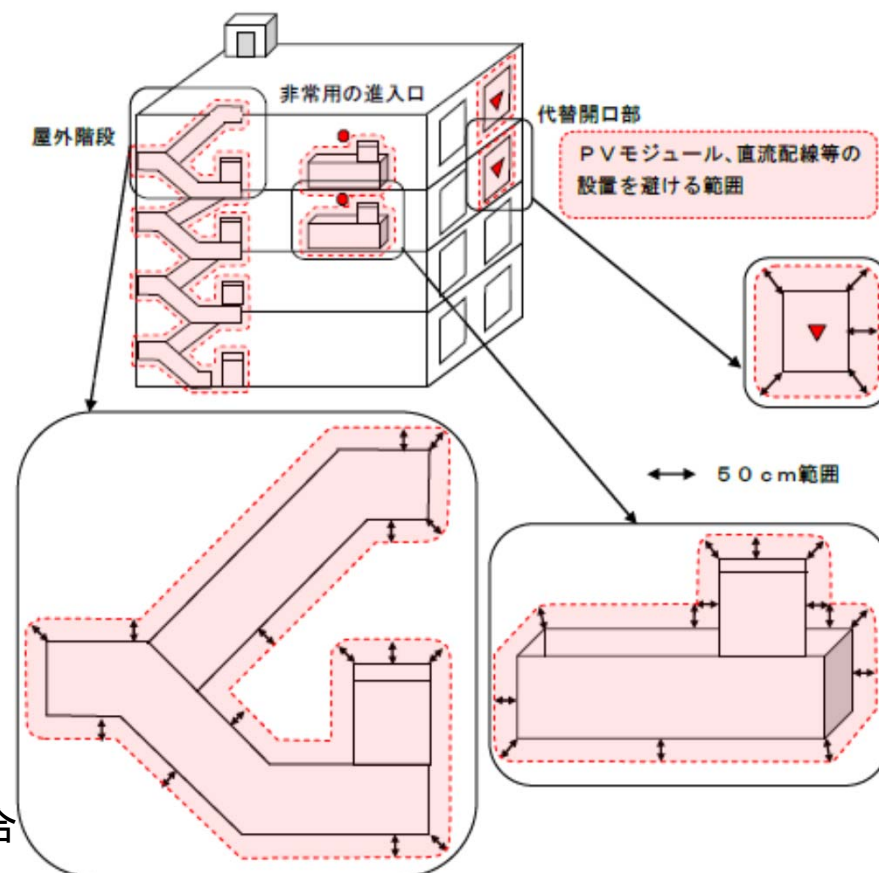 非常用の進入口
屋外階段
代替開口部
ＰＶモジュール、直流配線等の
設置を避ける範囲
５０ｃｍ範囲
合